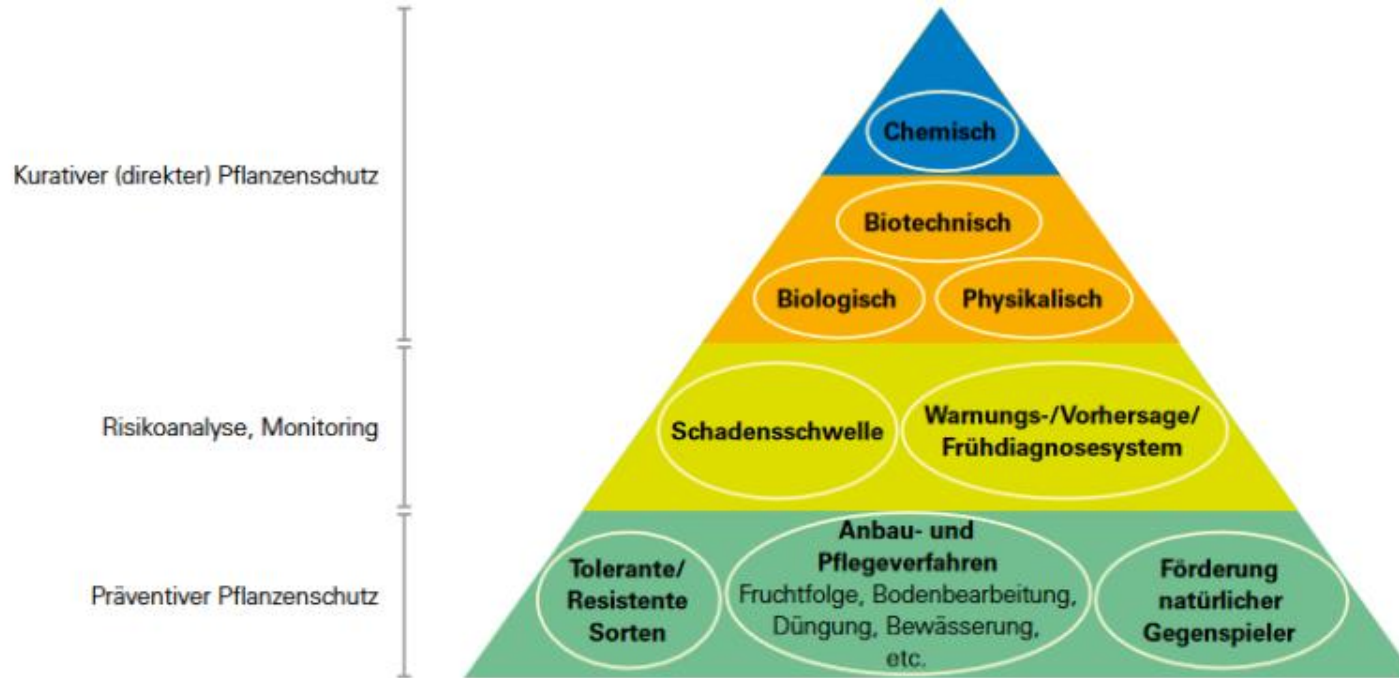 Chemisch
Kurativer (direkter) Pflanzenschutz
Biotechnisch
Biologisch
Physikalisch
Risikoanalyse, Monitoring
Schadensschwelle
Warnungs-/Vorhersage/
Frühdiagnosesystem
Präventiver Pflanzenschutz
Tolerante/
Resistente
Sorten
Anbau- und
Pflegeverfahren
Fruchtfolge, Bodenbearbeitung,
Düngung, Bewässerung,
etc.
Förderung
natürlicher
Gegenspieler